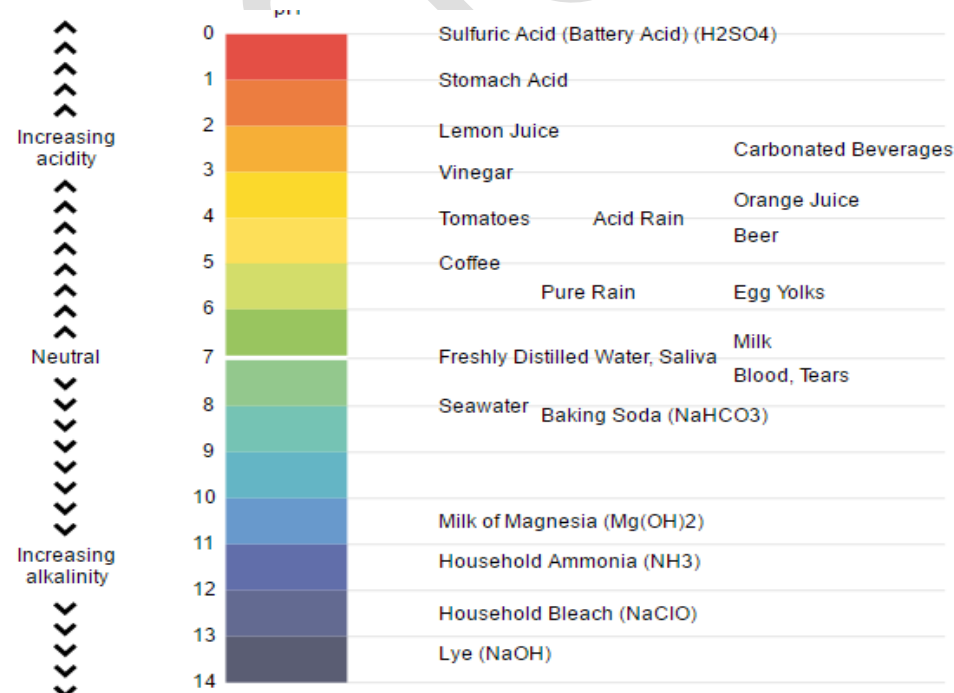 pH
0 Sulfuric Acid (Battery Acid) (H2SO4)
1 Stomach Acid
2 Lemon Juice
Increasing
acidity
Carbonated Beverages
3 Vinegar
Orange Juice
4 Tomatoes Acid Rain
Beer
5 Coffee
Pure Rain Egg Yolks
6
Milk
Neutral 7 Freshly Distilled Water, Saliva
Blood, Tears
8 Seawater
Baking Soda (NaHCO3)
9
10
Milk of Magnesia (Mg(OH)2)
11
Increasing
alkalinity
Household Ammonia (NH3)
12
Household Bleach (NaClO)
13
Lye (NaOH)
14